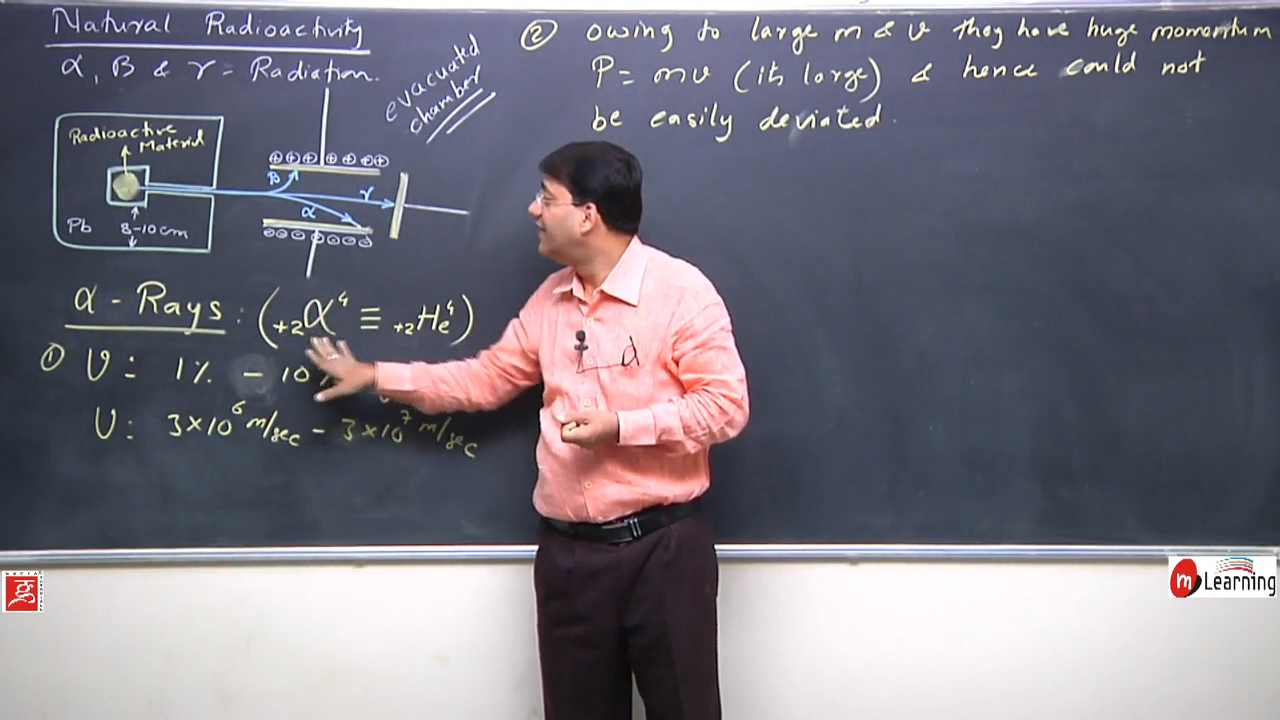 Natural Radioactivity
α, β & γ = Radiation.
evacuated
chamber
Radioactive
Material
Pb
8-10cm
⊕⊕⊕⊕⊕⊕⊕
β
γ
α
⊖⊖⊖⊖⊖⊖⊖
α - Rays : (+2α⁴ ≡ +2He⁴)
① v : 1% - 10
v : 3×10⁶ m/sec - 3×10⁷ m/sec
② owing to large m & v they have huge momentum
P = mv (its large) & hence could not
be easily deviated.
m Learning